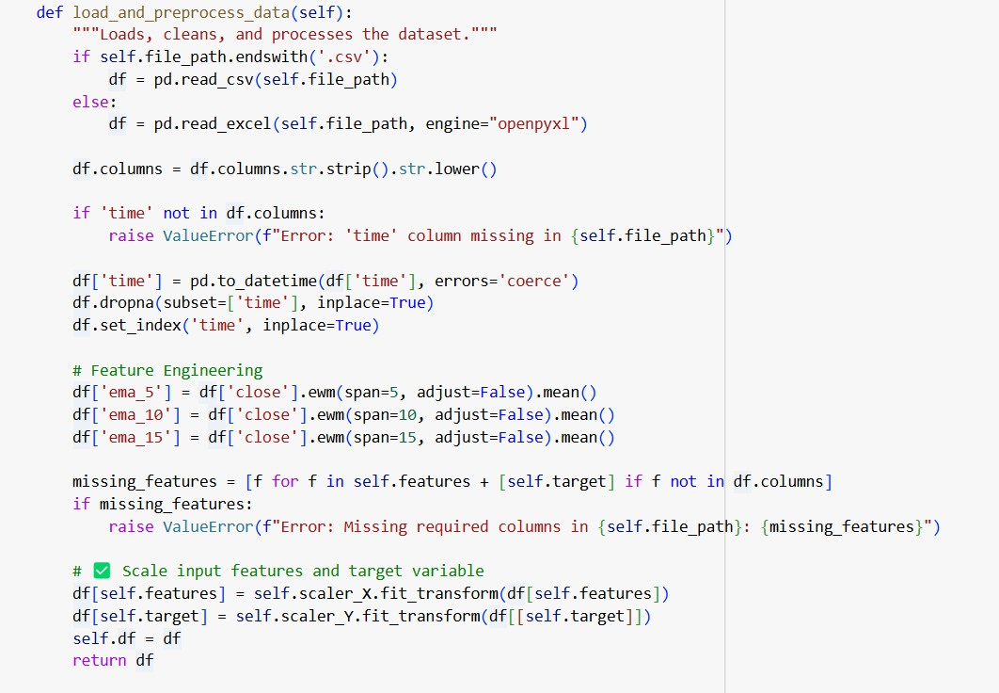 def load_and_preprocess_data(self):
    """Loads, cleans, and processes the dataset."""
    if self.file_path.endswith('.csv'):
        df = pd.read_csv(self.file_path)
    else:
        df = pd.read_excel(self.file_path, engine="openpyxl")

    df.columns = df.columns.str.strip().str.lower()

    if 'time' not in df.columns:
        raise ValueError(f"Error: 'time' column missing in {self.file_path}")

    df['time'] = pd.to_datetime(df['time'], errors='coerce')
    df.dropna(subset=['time'], inplace=True)
    df.set_index('time', inplace=True)

    # Feature Engineering
    df['ema_5'] = df['close'].ewm(span=5, adjust=False).mean()
    df['ema_10'] = df['close'].ewm(span=10, adjust=False).mean()
    df['ema_15'] = df['close'].ewm(span=15, adjust=False).mean()

    missing_features = [f for f in self.features + [self.target] if f not in df.columns]
    if missing_features:
        raise ValueError(f"Error: Missing required columns in {self.file_path}: {missing_features}")

    # ✅ Scale input features and target variable
    df[self.features] = self.scaler_X.fit_transform(df[self.features])
    df[self.target] = self.scaler_Y.fit_transform(df[[self.target]])
    self.df = df
    return df